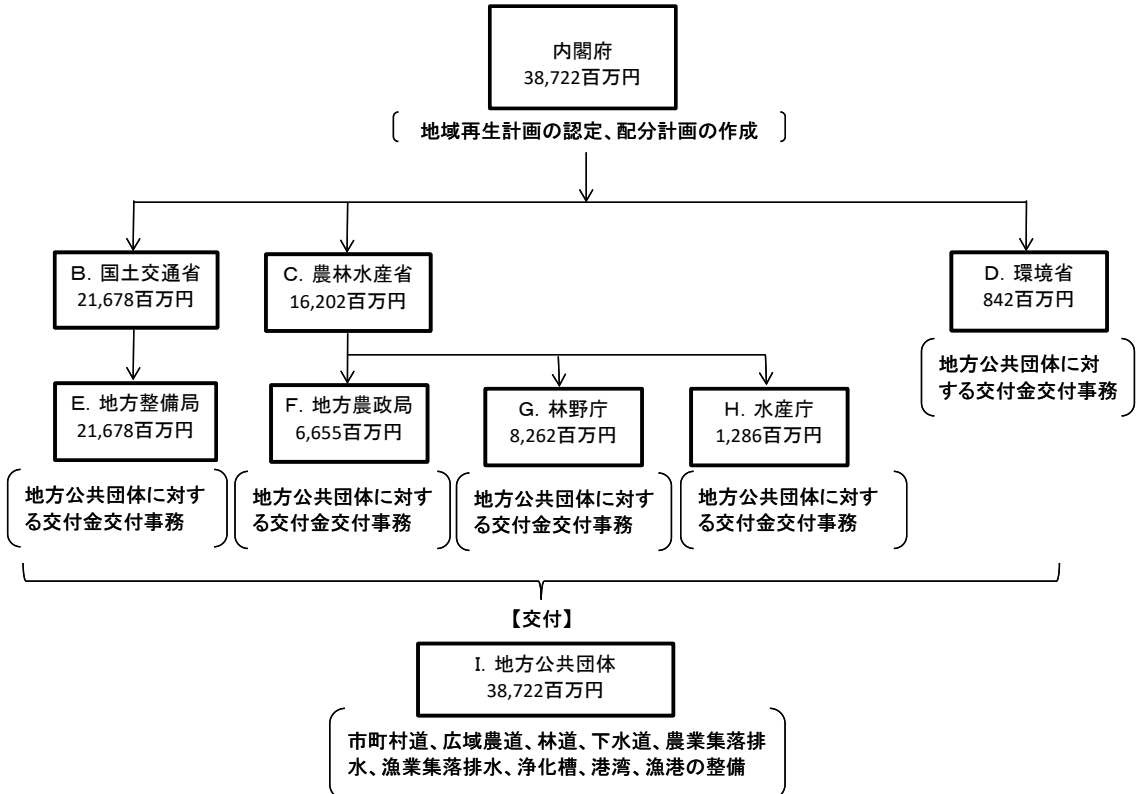 内閣府
38,722百万円
地域再生計画の認定、配分計画の作成
B. 国土交通省
21,678百万円
C. 農林水産省
16,202百万円
D. 環境省
842百万円
地方公共団体に対
する交付金交付事務
E. 地方整備局
21,678百万円
F. 地方農政局
6,655百万円
G. 林野庁
8,262百万円
H. 水産庁
1,286百万円
地方公共団体に対す
る交付金交付事務
地方公共団体に対す
る交付金交付事務
地方公共団体に対す
る交付金交付事務
地方公共団体に対す
る交付金交付事務
【交付】
I. 地方公共団体
38,722百万円
市町村道、広域農道、林道、下水道、農業集落排
水、漁業集落排水、浄化槽、港湾、漁港の整備